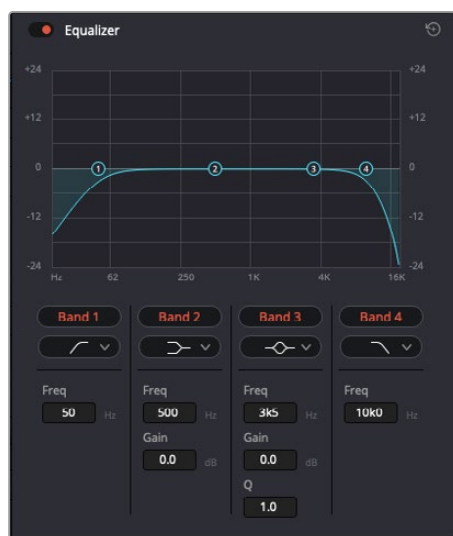 Equalizer
+24 +24
+12 +12
1 2 3 4
0 0
-12 -12
-24 -24
Hz 62 250 1K 4K 16K
Band 1 Band 2 Band 3 Band 4
Freq Freq Freq Freq
50 Hz 500 Hz 3k5 Hz 10k0 Hz
Gain Gain
0.0 dB 0.0 dB
Q
1.0